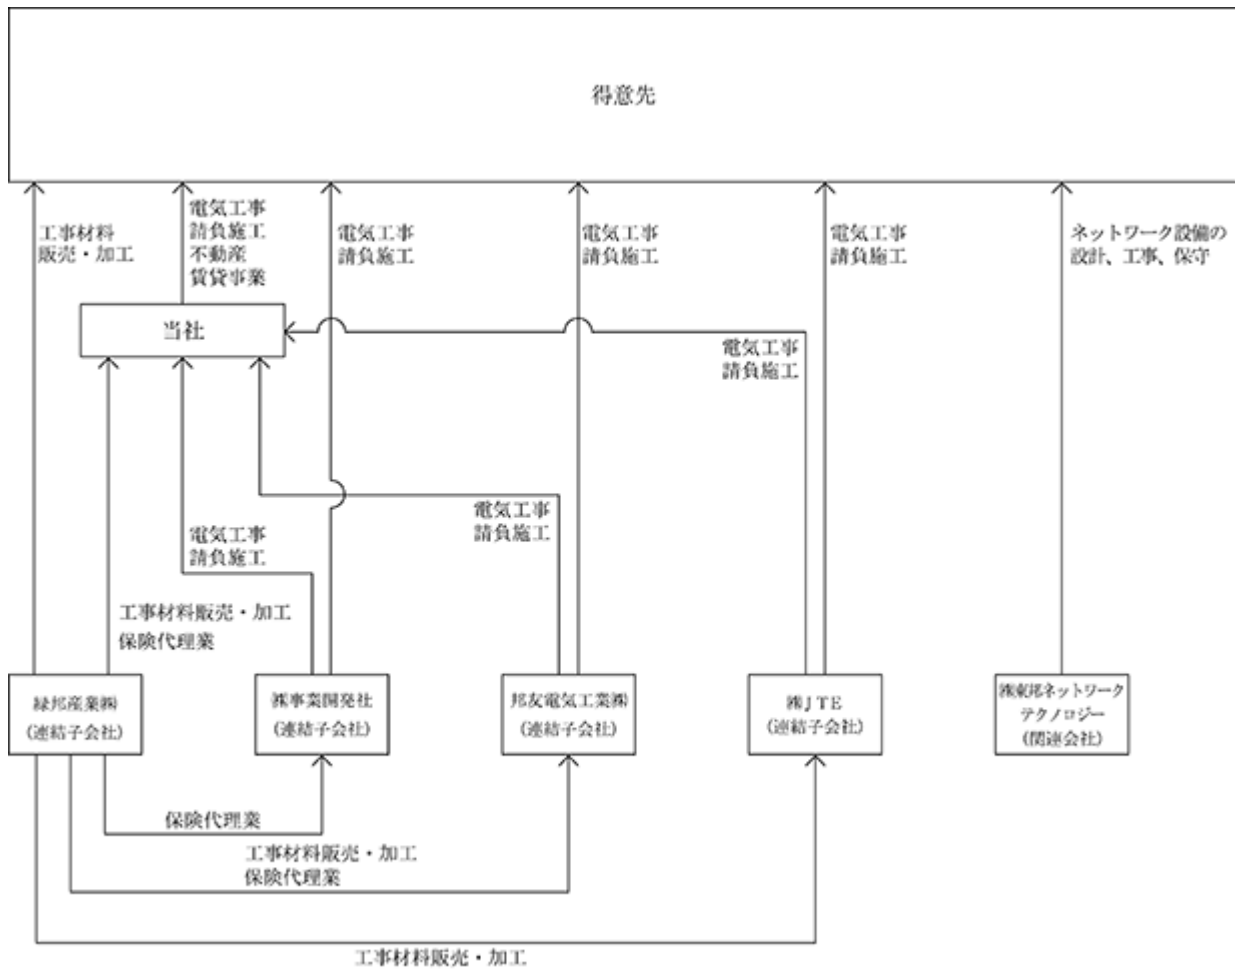 得意先
工事材料
販売・加工
電気工事
請負施工
不動産
賃貸事業
電気工事
請負施工
電気工事
請負施工
電気工事
請負施工
ネットワーク設備の
設計、工事、保守
当社
電気工事
請負施工
電気工事
請負施工
電気工事
請負施工
工事材料販売・加工
保険代理業
緑邦産業㈱
(連結子会社)
㈱事業開発社
(連結子会社)
邦友電気工業㈱
(連結子会社)
㈱JTE
(連結子会社)
㈱東邦ネットワーク
テクノロジー
(関連会社)
保険代理業
工事材料販売・加工
保険代理業
工事材料販売・加工